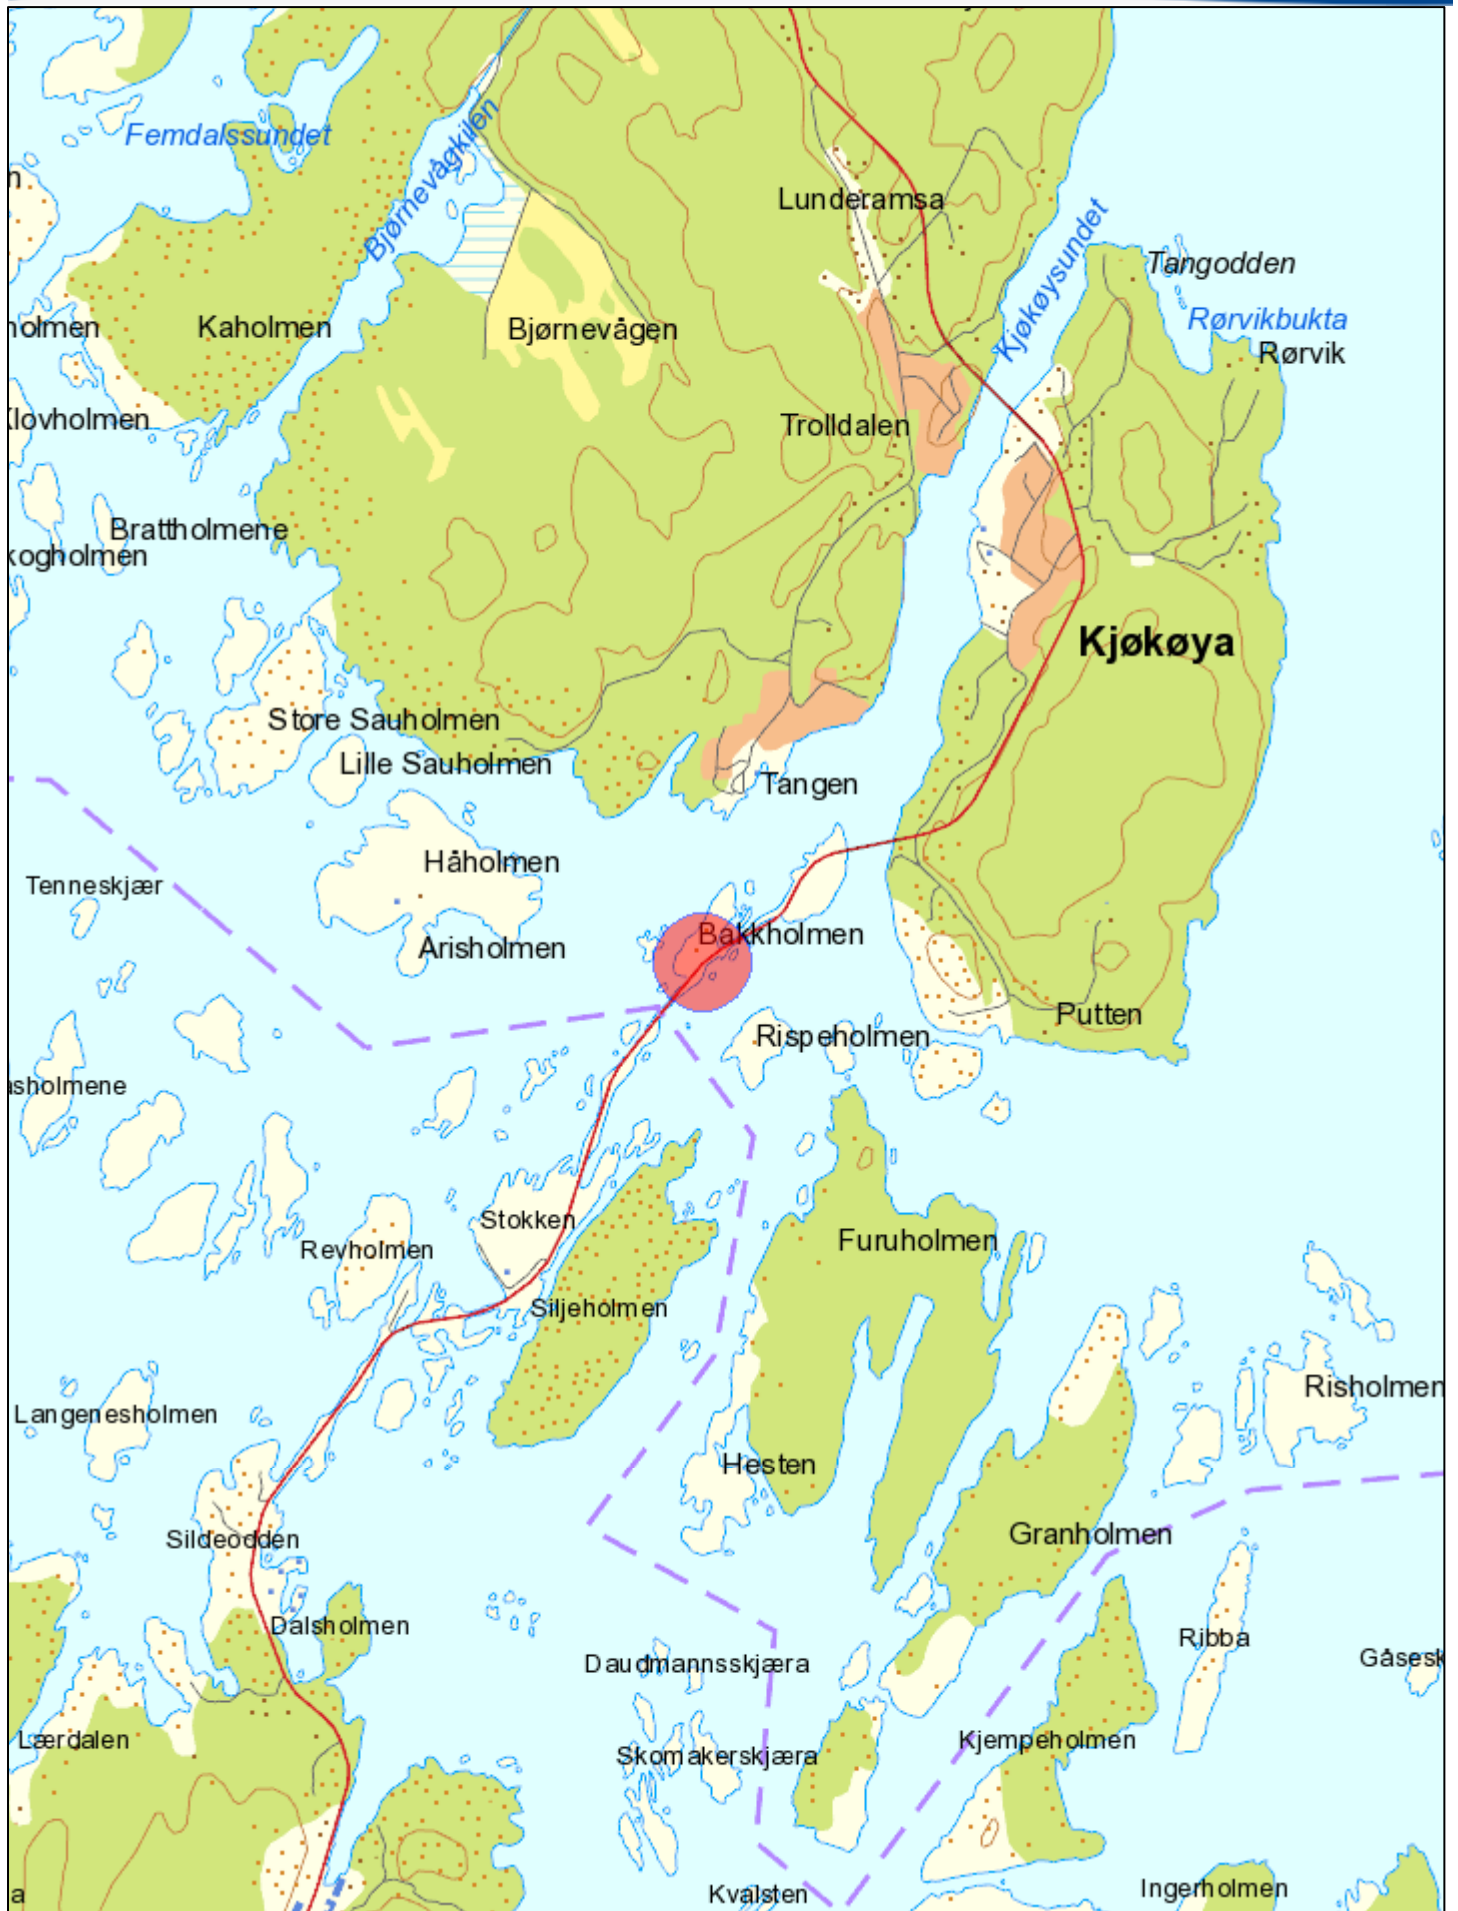 Femdalssundet
Bjørnevågkilen
Lunderamsa
Kjøkøysundet
Tangodden
Rørvikbukta
Rørvik
holmen
Kaholmen
Bjørnevågen
Klovholmen
Trolldalen
Brattholmene
kogholmen
Kjøkøya
Store Sauholmen
Lille Sauholmen
Tangen
Håholmen
Tenneskjær
Bakkholmen
Arisholmen
Putten
Rispeholmen
asholmene
Stokken
Revholmen
Furuholmen
Siljeholmen
Risholmen
Langenesholmen
Hesten
Sildeodden
Granholmen
Dalsholmen
Ribba
Daudmannsskjæra
Gåsesk
Lærdalen
Kjempeholmen
Skomakerskjæra
Ingerholmen
Kvalsten
a